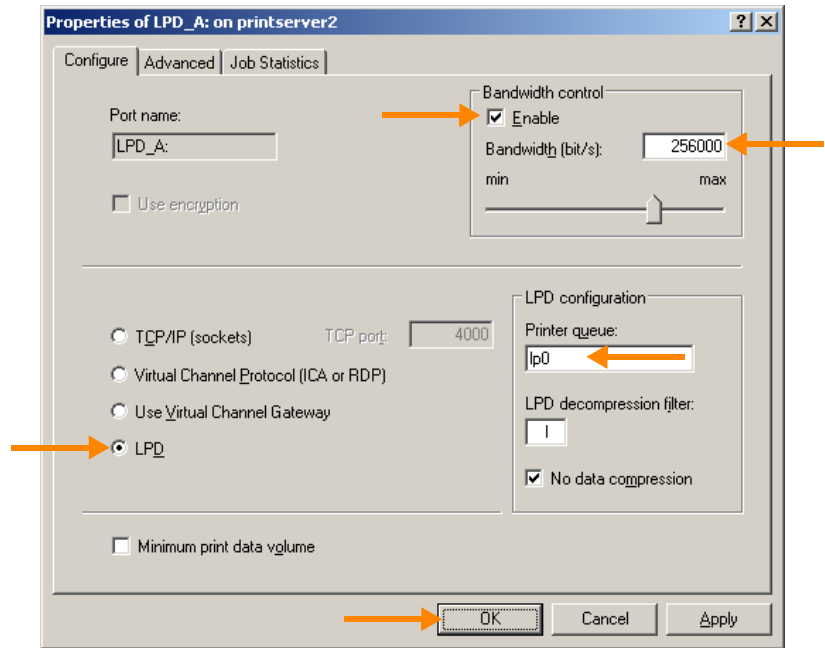 Properties of LPD_A: on printserver2
Configure
Advanced
Job Statistics
Port name:
LPD_A:
Use encryption
Bandwidth control
Enable
Bandwidth (bit/s):
256000
min
max
TCP/IP (sockets)
TCP port:
4000
Virtual Channel Protocol (ICA or RDP)
Use Virtual Channel Gateway
LPD
LPD configuration
Printer queue:
lp0
LPD decompression filter:
l
No data compression
Minimum print data volume
OK
Cancel
Apply